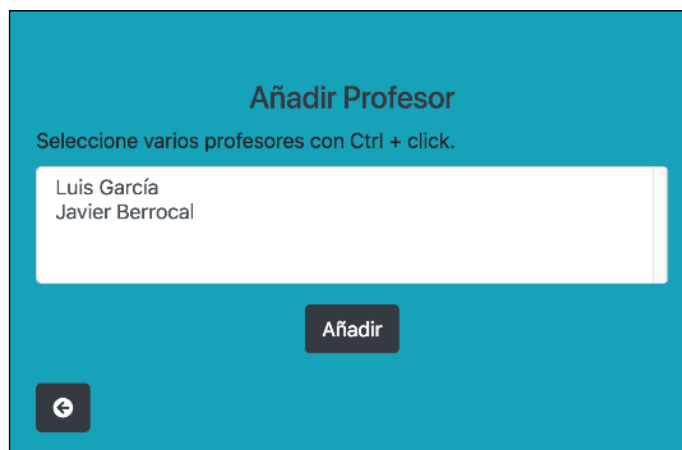 Añadir Profesor
Seleccione varios profesores con Ctrl + click.
Luis García
Javier Berrocal
Añadir